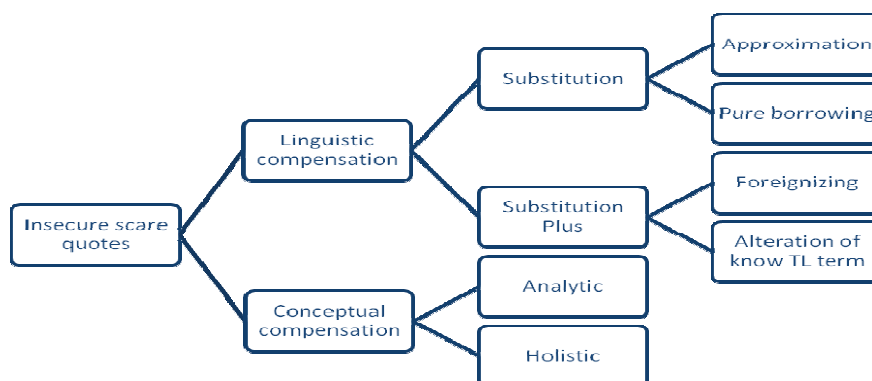 Insecure scare
quotes
Linguistic
compensation
Conceptual
compensation
Substitution
Substitution
Plus
Analytic
Holistic
Approximation
Pure borrowing
Foreignizing
Alteration of
know TL term